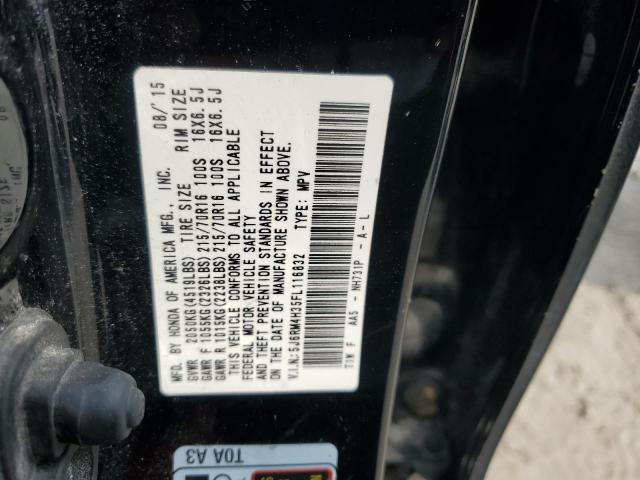 MFD. BY HONDA OF AMERICA MFG., INC. 08/'15
GVWR 2050KG(4519LBS) TIRE SIZE RIM SIZE
GAWR F 1055KG(2326LBS) 215/70R16 100S 16X6.5J
GAWR R 1015KG(2238LBS) 215/70R16 100S 16X6.5J
THIS VEHICLE CONFORMS TO ALL APPLICABLE
FEDERAL MOTOR VEHICLE SAFETY
AND THEFT PREVENTION STANDARDS IN EFFECT
ON THE DATE OF MANUFACTURE SHOWN ABOVE.
V.I.N:5J6RM4H35FL116832 TYPE: MPV
T1W F AA5 - NH731P - A - L
T0A A3